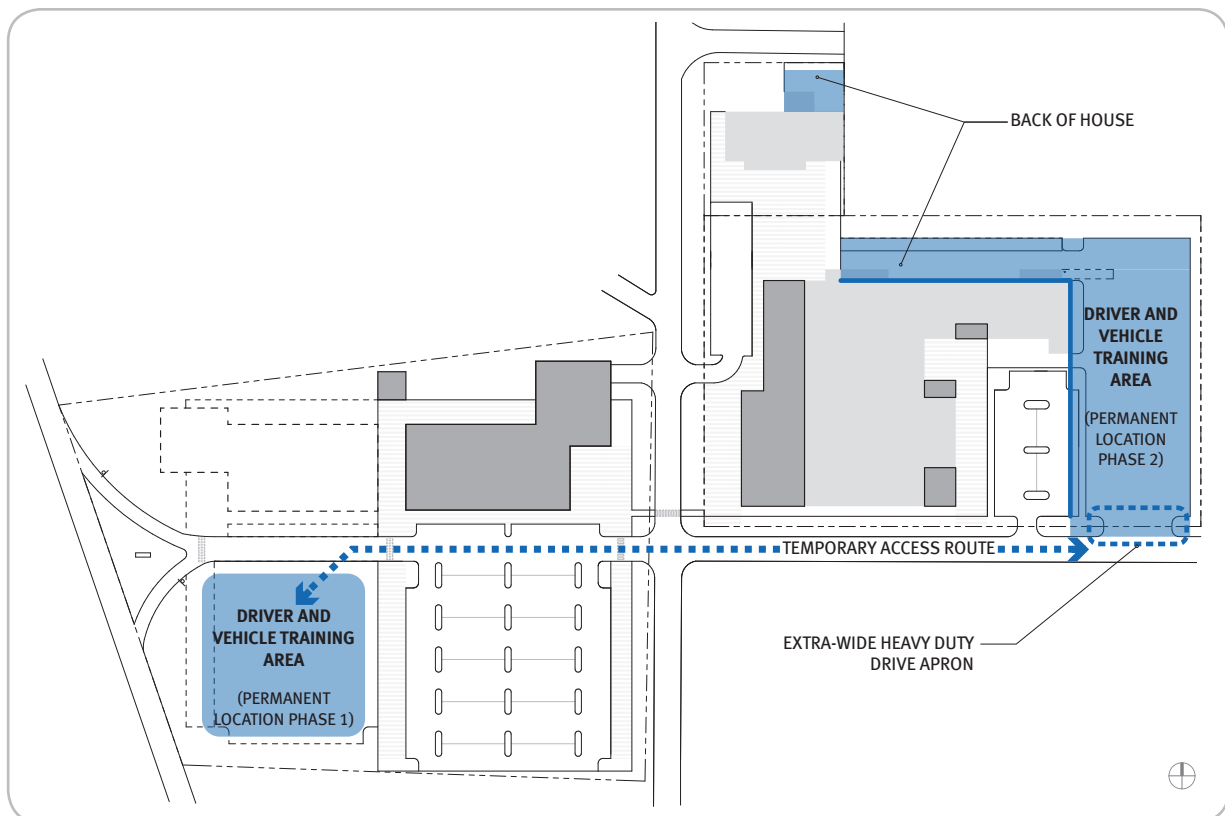 BACK OF HOUSE
DRIVER AND
VEHICLE
TRAINING
AREA
(PERMANENT
LOCATION
PHASE 2)
TEMPORARY ACCESS ROUTE
DRIVER AND
VEHICLE TRAINING
AREA
(PERMANENT
LOCATION PHASE 1)
EXTRA-WIDE HEAVY DUTY
DRIVE APRON